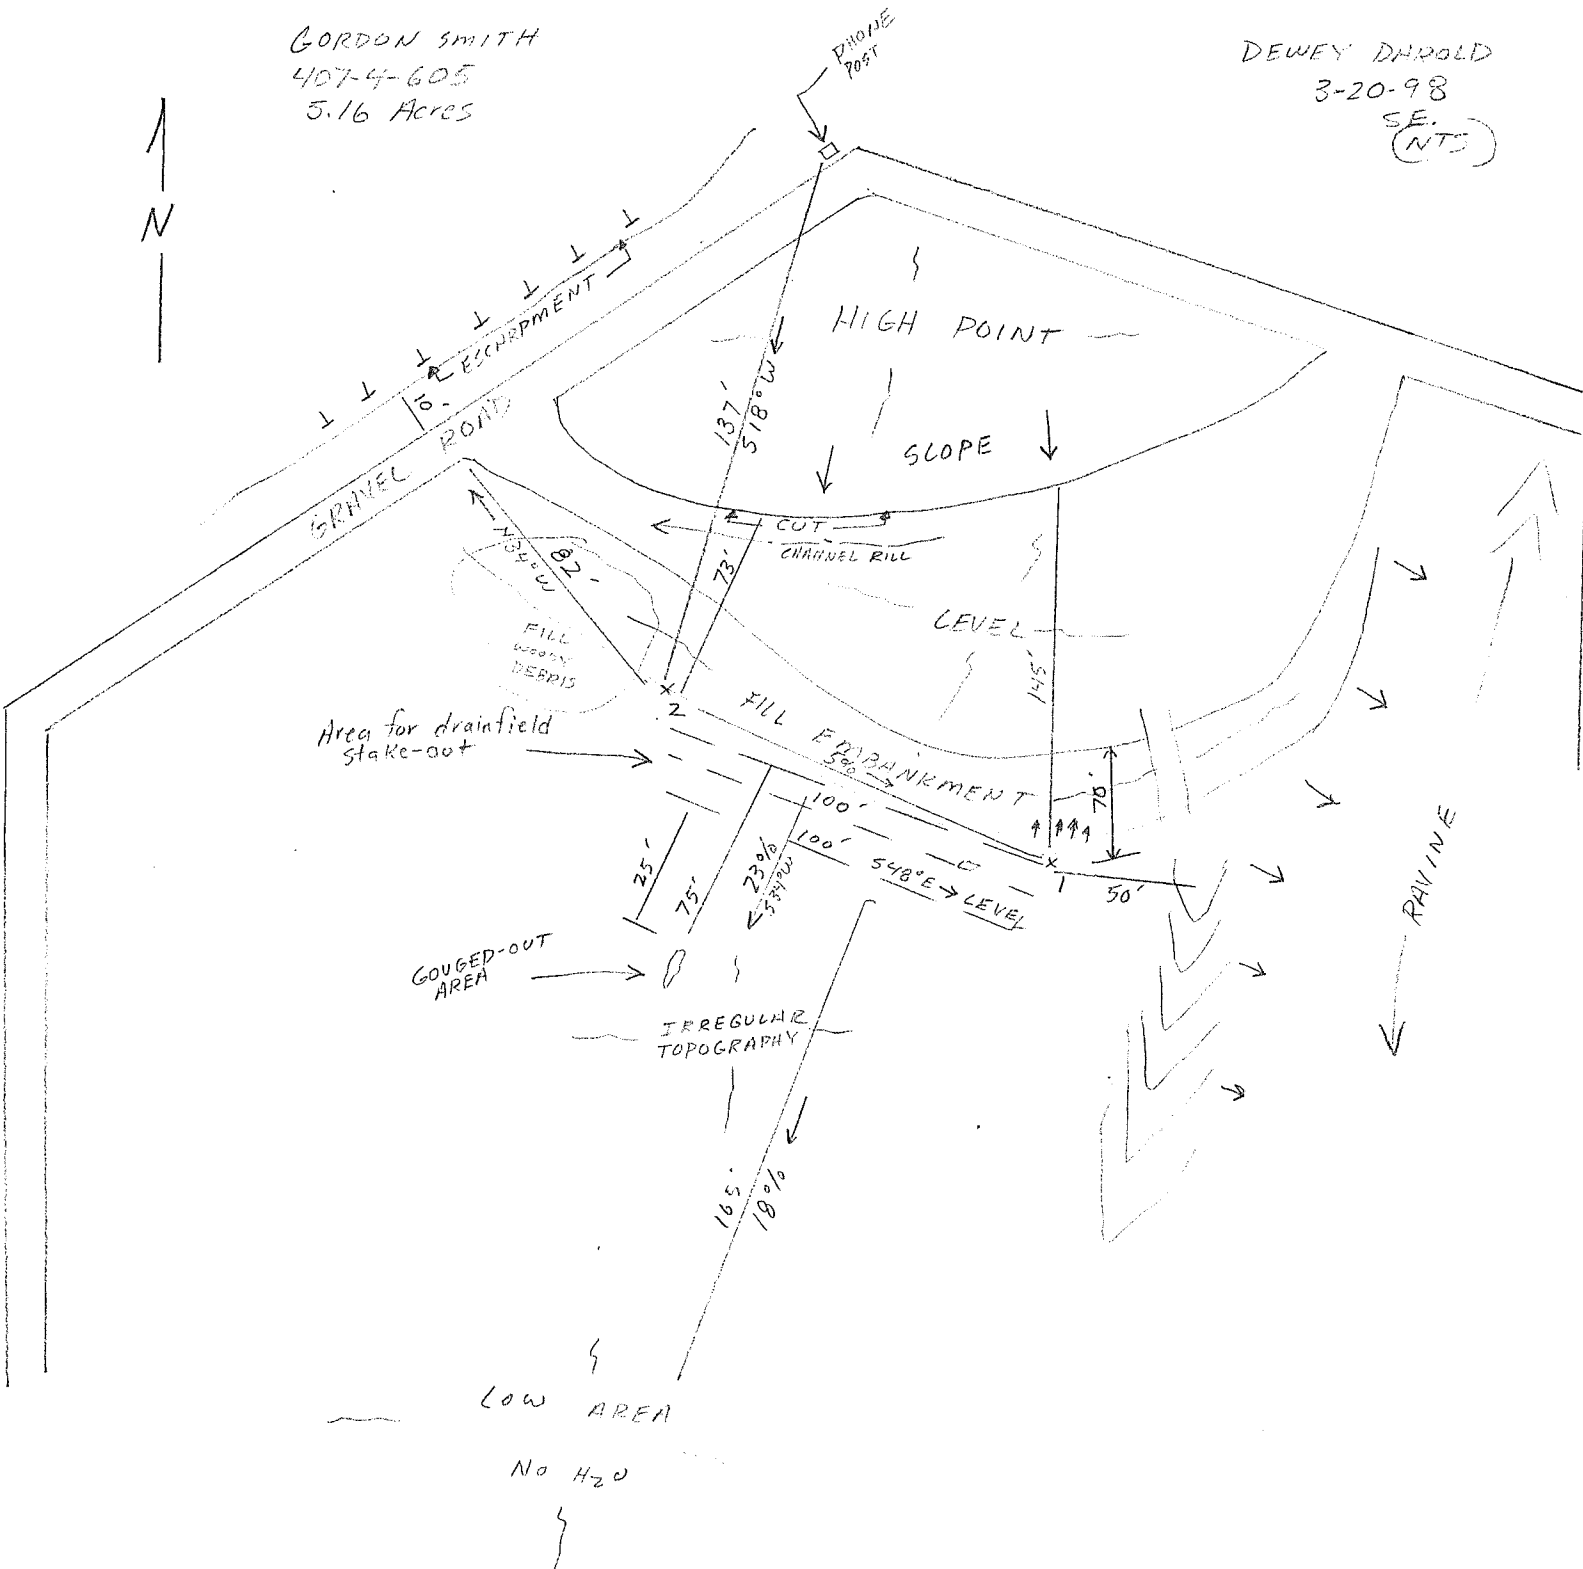 GORDON SMITH
407-4-605
5.16 Acres
PHONE
POST
DEWEY DAROLD
3-20-98
S.E.
(NTS)
N
ESCARPMENT
10'
GRAVEL ROAD
HIGH POINT
137'
S18°W
SLOPE
CUT
CHANNEL RILL
N34°W
82'
73'
LEVEL
145'
FILL
WOODY
DEBRIS
2
FILL EMBANKMENT
5%
Area for drainfield
stake-out
70'
100'
100'
S48°E → LEVEL
1
50'
25'
75'
23%
S34°W
RAVINE
GOUGED-OUT
AREA
IRREGULAR
TOPOGRAPHY
165'
18%
LOW AREA
No H2O